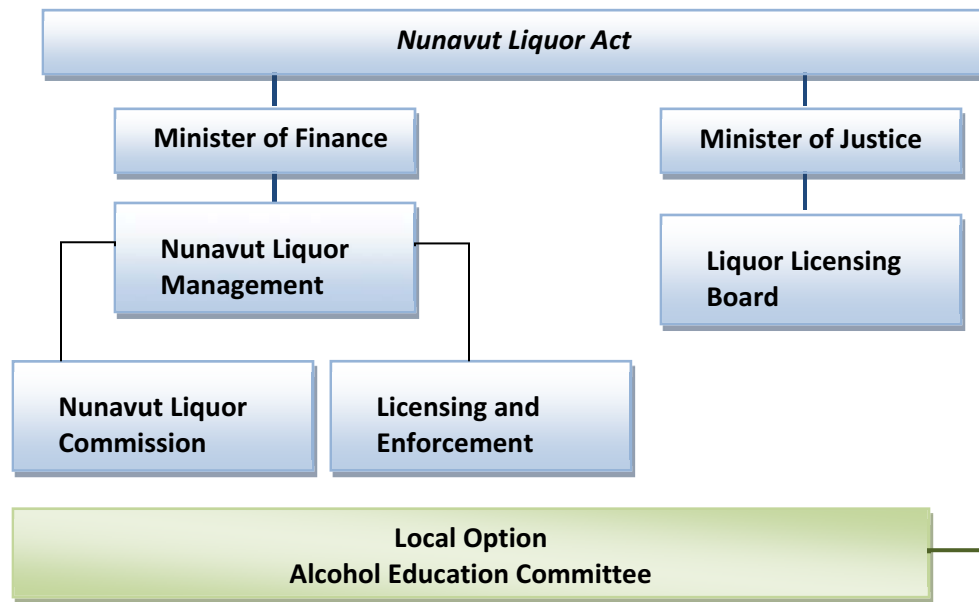 Nunavut Liquor Act
Minister of Finance
Minister of Justice
Nunavut Liquor
Management
Liquor Licensing
Board
Nunavut Liquor
Commission
Licensing and
Enforcement
Local Option
Alcohol Education Committee